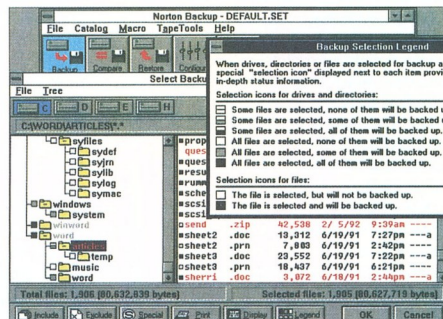 Norton Backup - DEFAULT.SET
File Catalog Macro TapeTools Help
Backup Compare Restore
Select Backup
File Tree
C D E H
C:\WORD\ARTICLES\*.*
syfiles
sydef
syjrn
sylib
sylog
symac
windows
system
winword
word
articles
temp
music
word
send .zip 42,538 2/ 5/92 9:39am ----
sheet2 .doc 13,312 6/19/91 7:27pm ---a
sheet2 .prn 7,803 6/19/91 2:42pm ----
sheet3 .doc 23,552 6/19/91 7:22pm ---a
sheet3 .prn 18,437 6/19/91 6:21pm ----
sherri .doc 3,072 6/18/91 2:44pm ---a
Total files: 1,906 (80,632,839 bytes)
Selected files: 1,905 (80,627,719 bytes)
Include Exclude Special Print Display Legend OK Cancel
Backup Selection Legend
When drives, directories or files are selected for backup a
special "selection icon" displayed next to each item provi
in-depth status information.
Selection icons for drives and directories:
Some files are selected, none of them will be backed u
Some files are selected, some of them will be backed
Some files are selected, all of them will be backed up.
All files are selected, none of them will be backed up.
All files are selected, some of them will be backed up.
All files are selected, all of them will be backed up.
Selection icons for files:
The file is selected, but will not be backed up.
The file is selected and will be backed up.